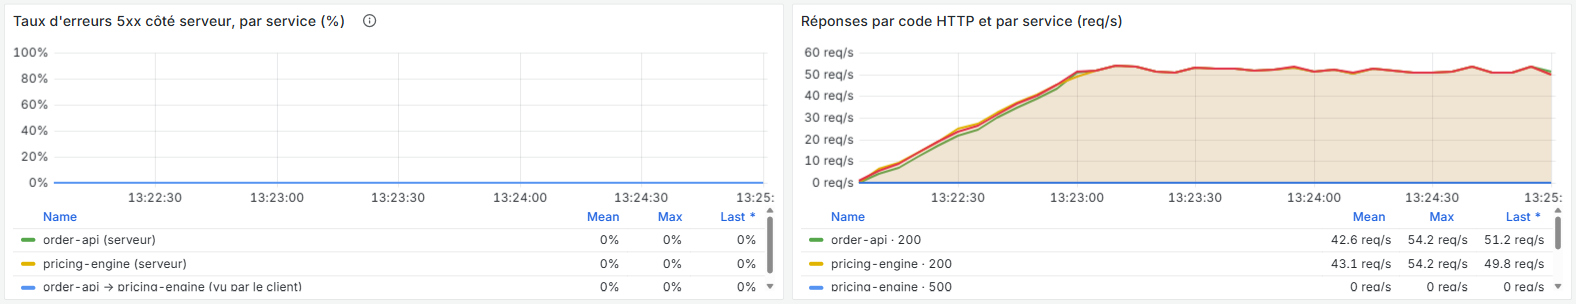 Taux d'erreurs 5xx côté serveur, par service (%)
100%
80%
60%
40%
20%
0%
13:22:30 13:23:00 13:23:30 13:24:00 13:24:30 13:25:
Name Mean Max Last *
order-api (serveur) 0% 0% 0%
pricing-engine (serveur) 0% 0% 0%
order-api → pricing-engine (vu par le client) 0% 0% 0%
Réponses par code HTTP et par service (req/s)
60 req/s
50 req/s
40 req/s
30 req/s
20 req/s
10 req/s
0 req/s
13:22:30 13:23:00 13:23:30 13:24:00 13:24:30 13:25:
Name Mean Max Last *
order-api · 200 42.6 req/s 54.2 req/s 51.2 req/s
pricing-engine · 200 43.1 req/s 54.2 req/s 49.8 req/s
pricing-engine · 500 0 req/s 0 req/s 0 req/s